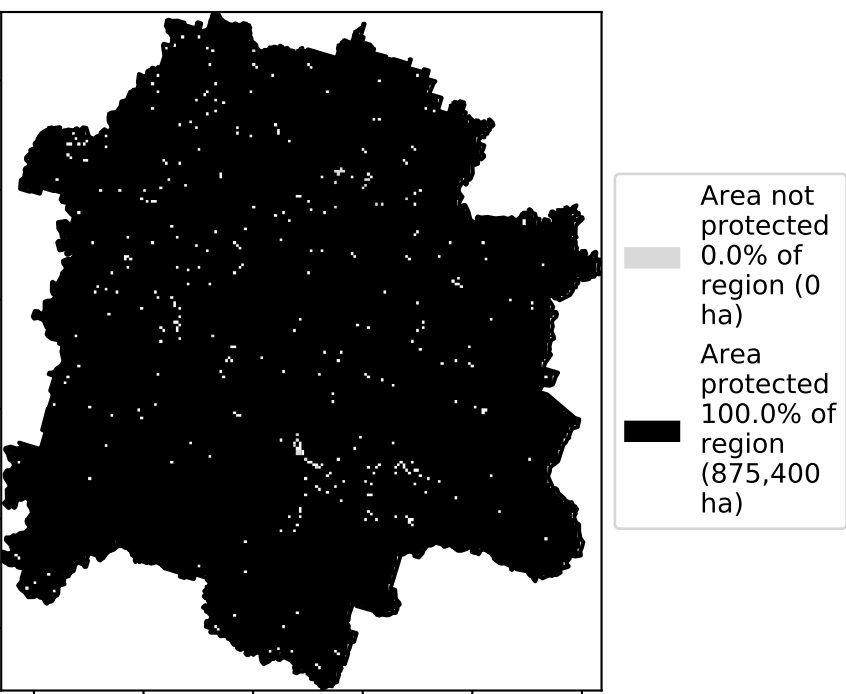 Area not
protected
0.0% of
region (0
ha)
Area
protected
100.0% of
region
(875,400
ha)